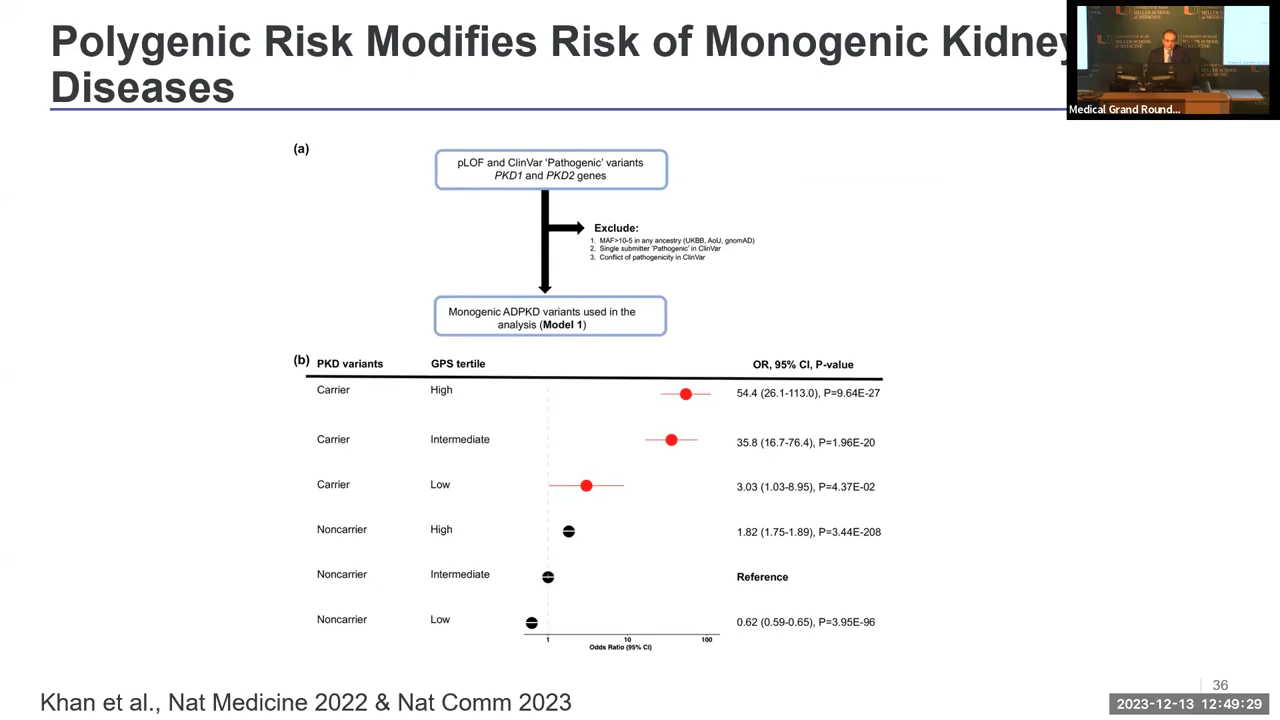 Polygenic Risk Modifies Risk of Monogenic Kidney
Diseases
Medical Grand Round...
(a)
pLOF and ClinVar 'Pathogenic' variants
PKD1 and PKD2 genes
Exclude:
1. MAF>10-5 in any ancestry (UKBB, AoU, gnomAD)
2. Single submitter 'Pathogenic' in ClinVar
3. Conflict of pathogenicity in ClinVar
Monogenic ADPKD variants used in the
analysis (Model 1)
(b) PKD variants GPS tertile OR, 95% CI, P-value
Carrier High 54.4 (26.1-113.0), P=9.64E-27
Carrier Intermediate 35.8 (16.7-76.4), P=1.96E-20
Carrier Low 3.03 (1.03-8.95), P=4.37E-02
Noncarrier High 1.82 (1.75-1.89), P=3.44E-208
Noncarrier Intermediate Reference
Noncarrier Low 0.62 (0.59-0.65), P=3.95E-96
1 10 100
Odds Ratio (95% CI)
Khan et al., Nat Medicine 2022 & Nat Comm 2023
36
2023-12-13 12:49:29